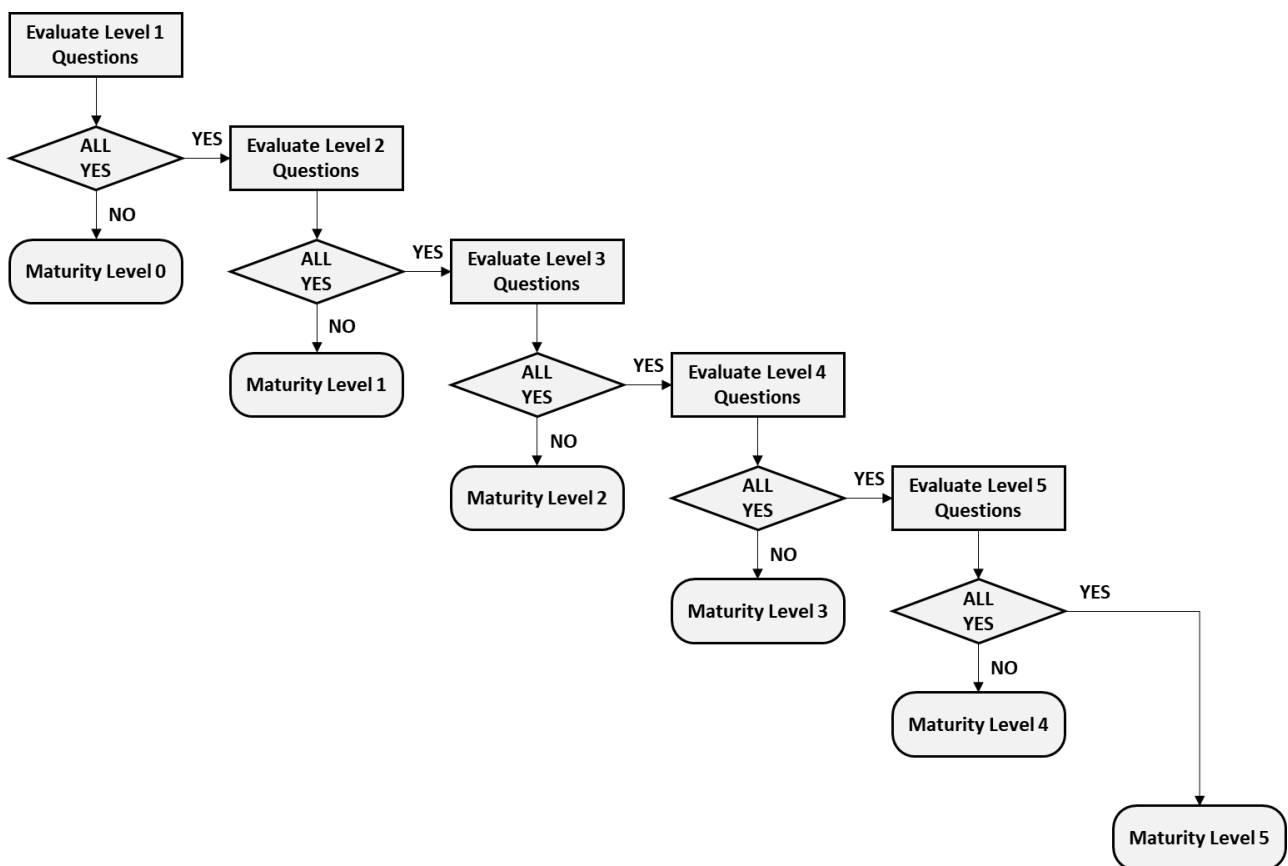 Evaluate Level 1
Questions
ALL
YES
YES
NO
Maturity Level 0
Evaluate Level 2
Questions
ALL
YES
YES
NO
Maturity Level 1
Evaluate Level 3
Questions
ALL
YES
YES
NO
Maturity Level 2
Evaluate Level 4
Questions
ALL
YES
YES
NO
Maturity Level 3
Evaluate Level 5
Questions
ALL
YES
YES
NO
Maturity Level 4
Maturity Level 5